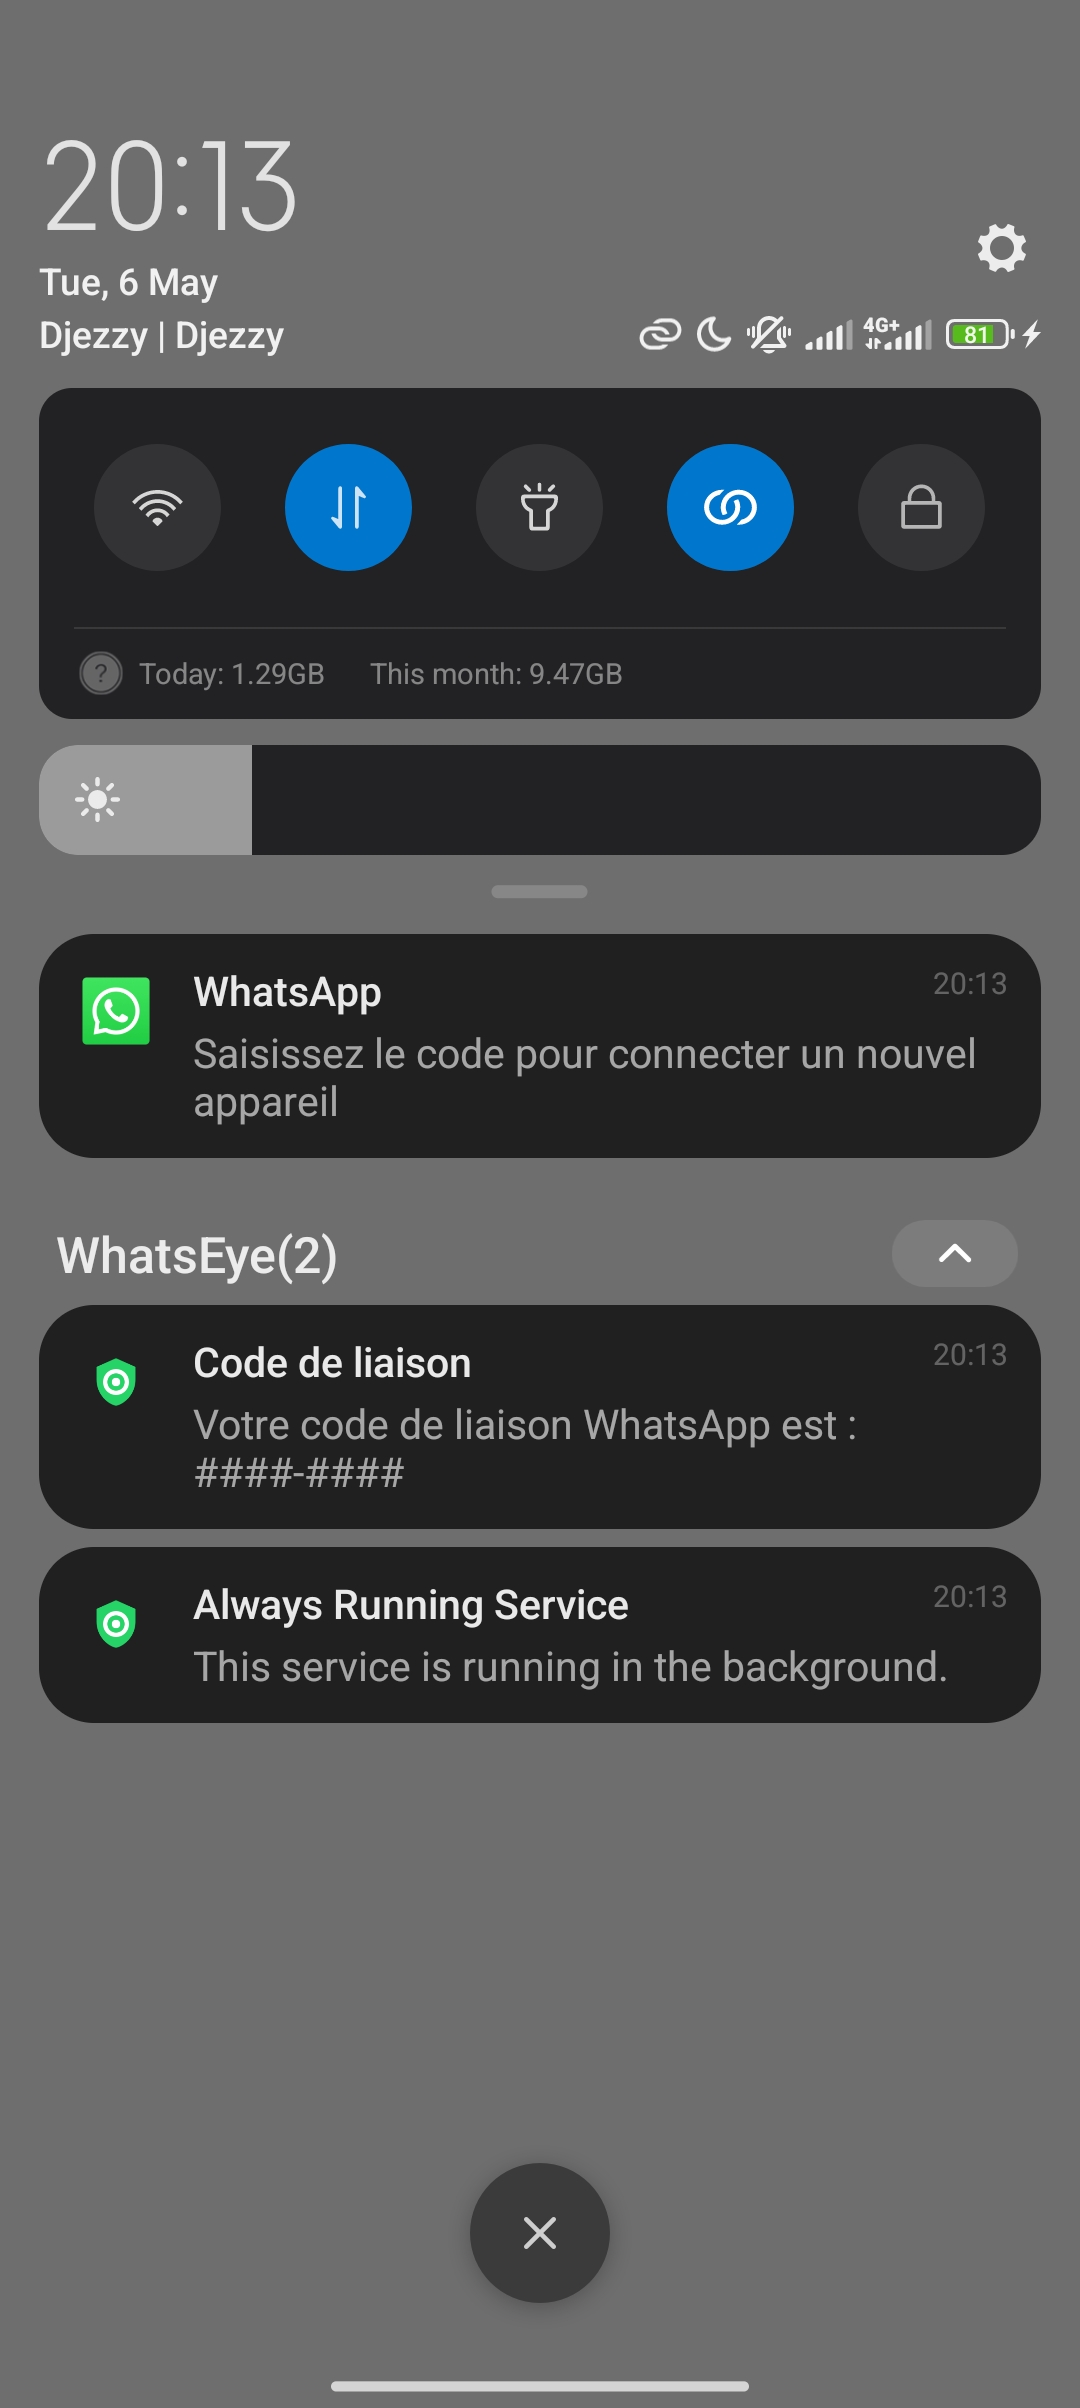 20:13
Tue, 6 May
Djezzy | Djezzy
4G+
81
?
Today: 1.29GB This month: 9.47GB
WhatsApp 20:13
Saisissez le code pour connecter un nouvel
appareil
WhatsEye(2)
Code de liaison 20:13
Votre code de liaison WhatsApp est :
####-####
Always Running Service 20:13
This service is running in the background.